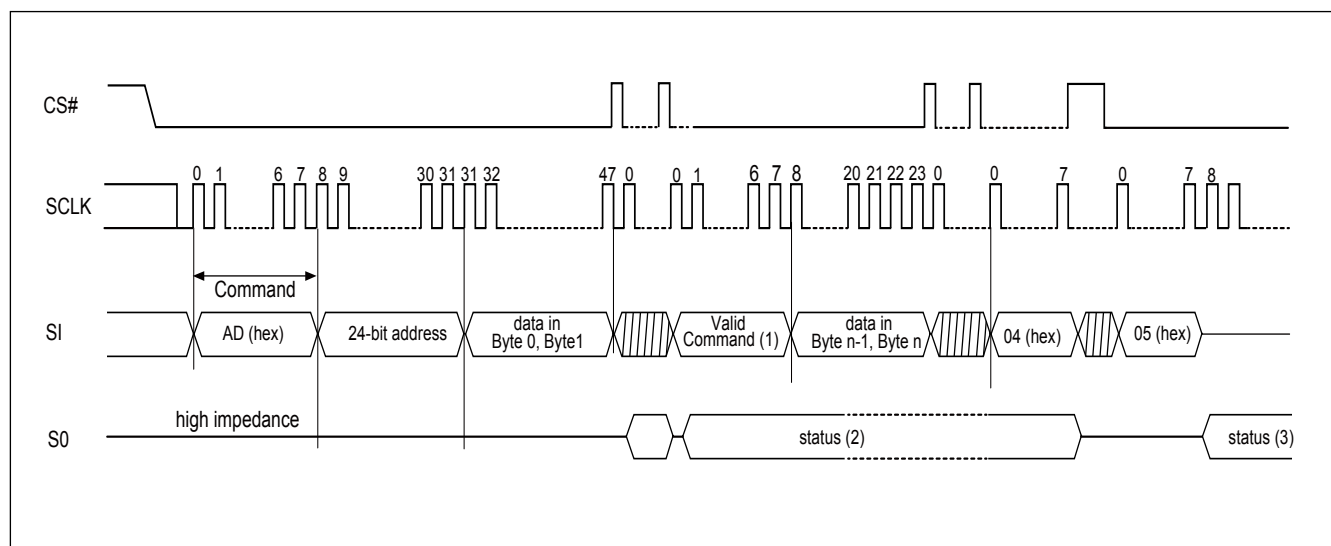 CS#
0 1 6 7 8 9 30 31 31 32 47 0 0 1 6 7 8 20 21 22 23 0 0 7 0 7 8
SCLK
Command
SI
AD (hex)
24-bit address
data in
Byte 0, Byte1
Valid
Command (1)
data in
Byte n-1, Byte n
04 (hex)
05 (hex)
high impedance
S0
status (2)
status (3)